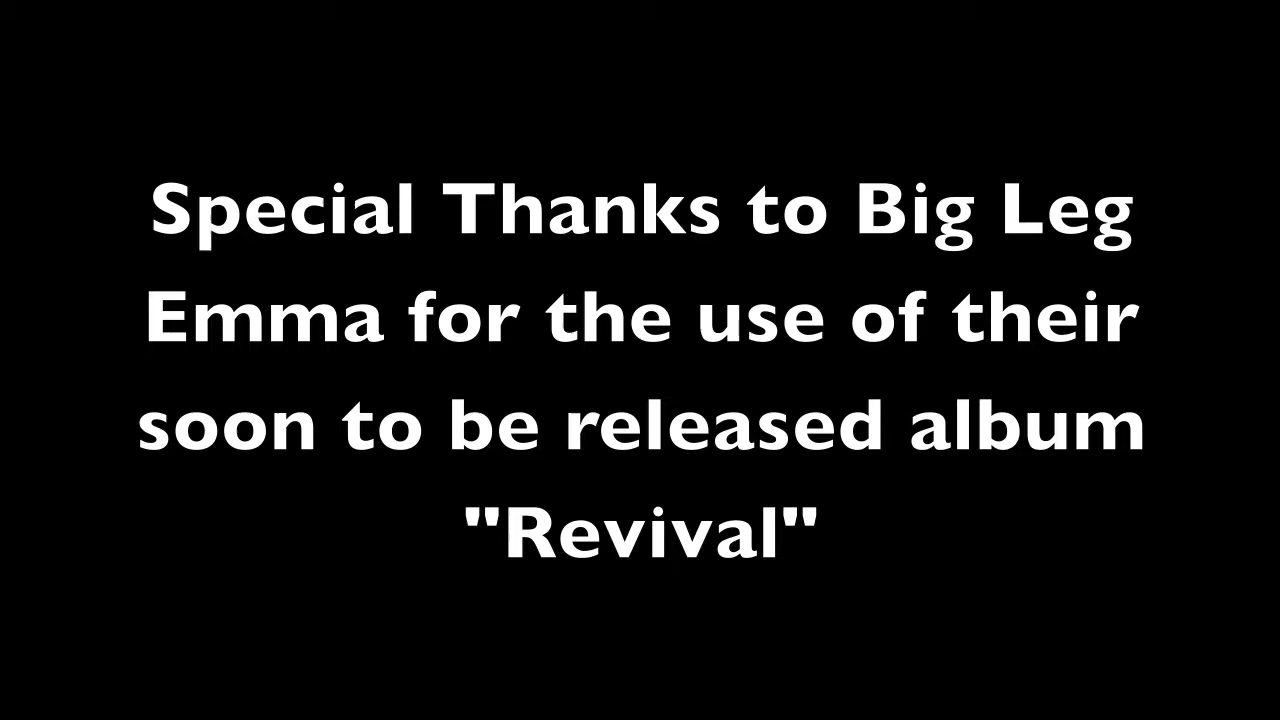 Special Thanks to Big Leg
Emma for the use of their
soon to be released album
"Revival"